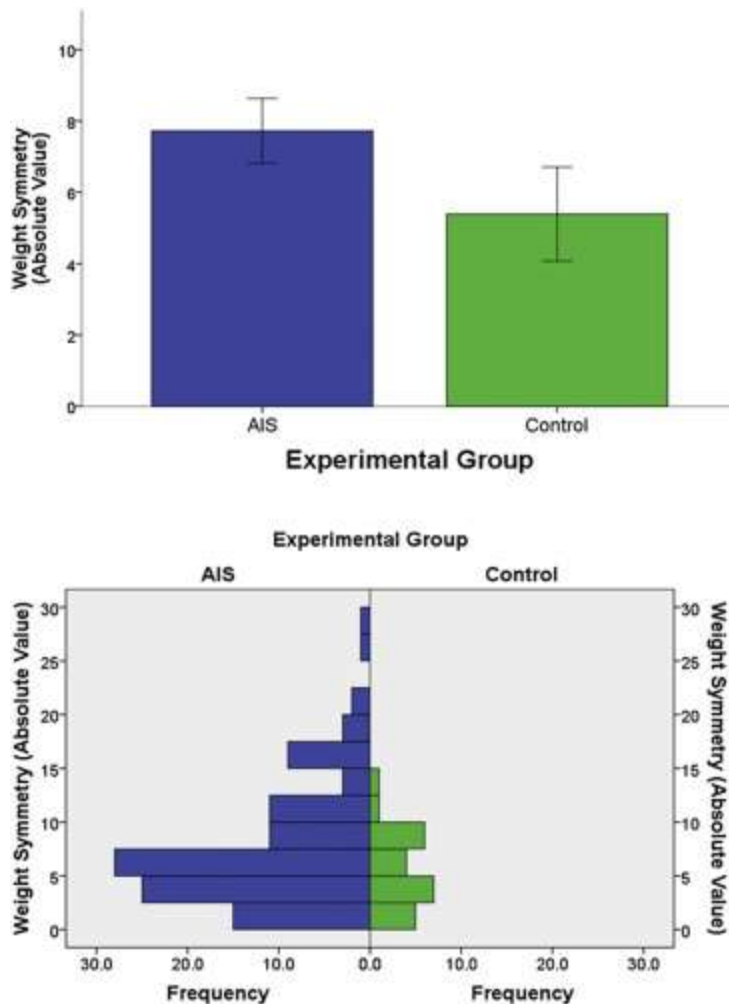 10
8
6
4
2
0
Weight Symmetry
(Absolute Value)
AIS Control
Experimental Group
Experimental Group
AIS Control
Weight Symmetry (Absolute Value)
30 30
25 25
20 20
15 15
10 10
5 5
0 0
Weight Symmetry (Absolute Value)
30.0 20.0 10.0 0.0 10.0 20.0 30.0
Frequency Frequency